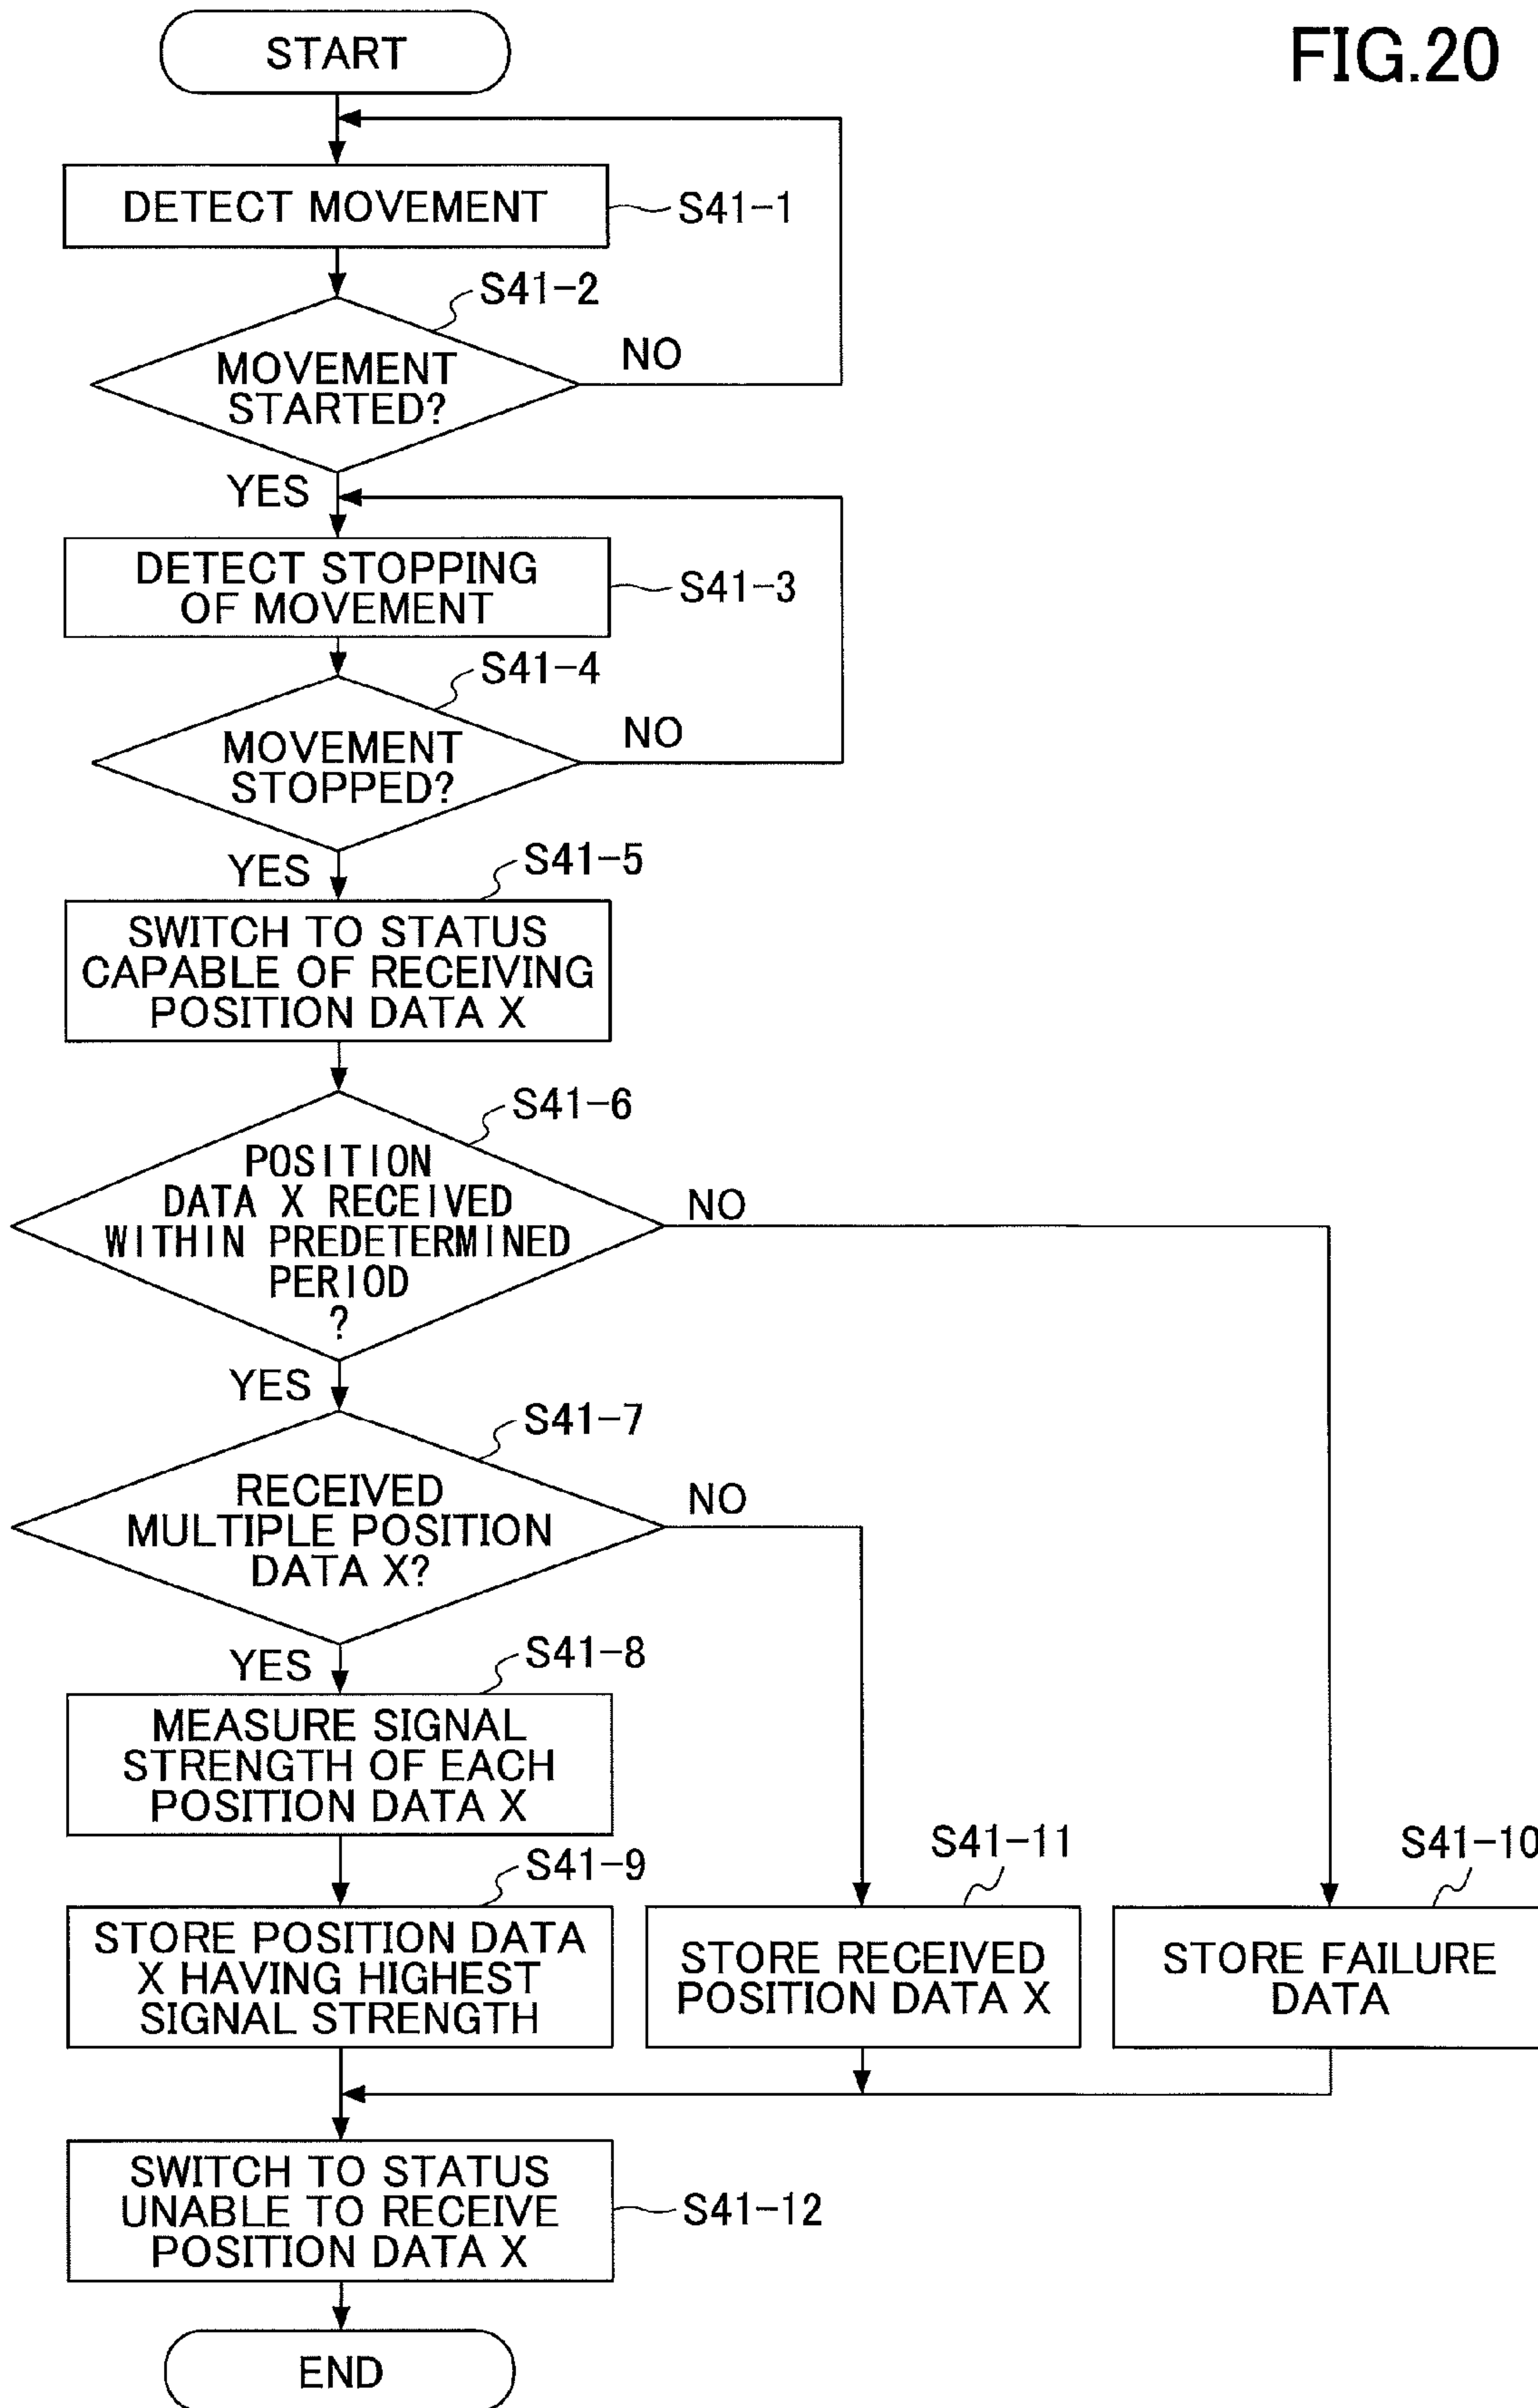 FIG.20
START
DETECT MOVEMENT
S41-1
S41-2
MOVEMENT
STARTED?
NO
YES
DETECT STOPPING
OF MOVEMENT
S41-3
S41-4
MOVEMENT
STOPPED?
NO
YES
S41-5
SWITCH TO STATUS
CAPABLE OF RECEIVING
POSITION DATA X
S41-6
POSITION
DATA X RECEIVED
WITHIN PREDETERMINED
PERIOD
?
NO
YES
S41-7
RECEIVED
MULTIPLE POSITION
DATA X?
NO
YES
S41-8
MEASURE SIGNAL
STRENGTH OF EACH
POSITION DATA X
S41-9
STORE POSITION DATA
X HAVING HIGHEST
SIGNAL STRENGTH
S41-11
STORE RECEIVED
POSITION DATA X
S41-10
STORE FAILURE
DATA
SWITCH TO STATUS
UNABLE TO RECEIVE
POSITION DATA X
S41-12
END